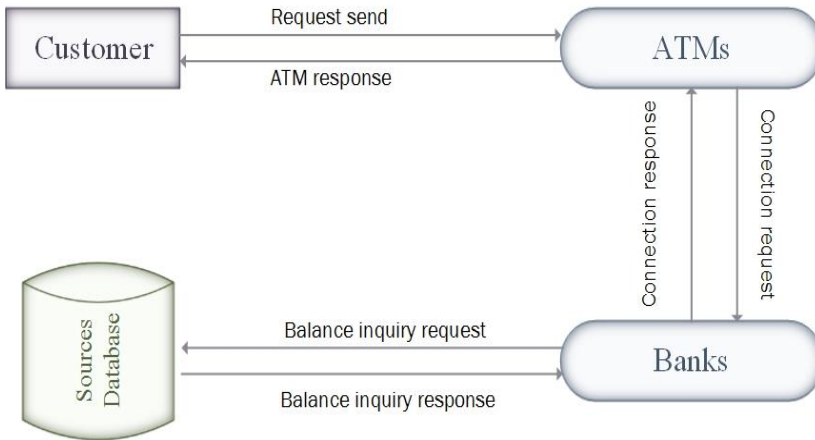 Request send
Customer
ATMs
ATM response
Connection response
Connection request
Sources
Database
Balance inquiry request
Banks
Balance inquiry response